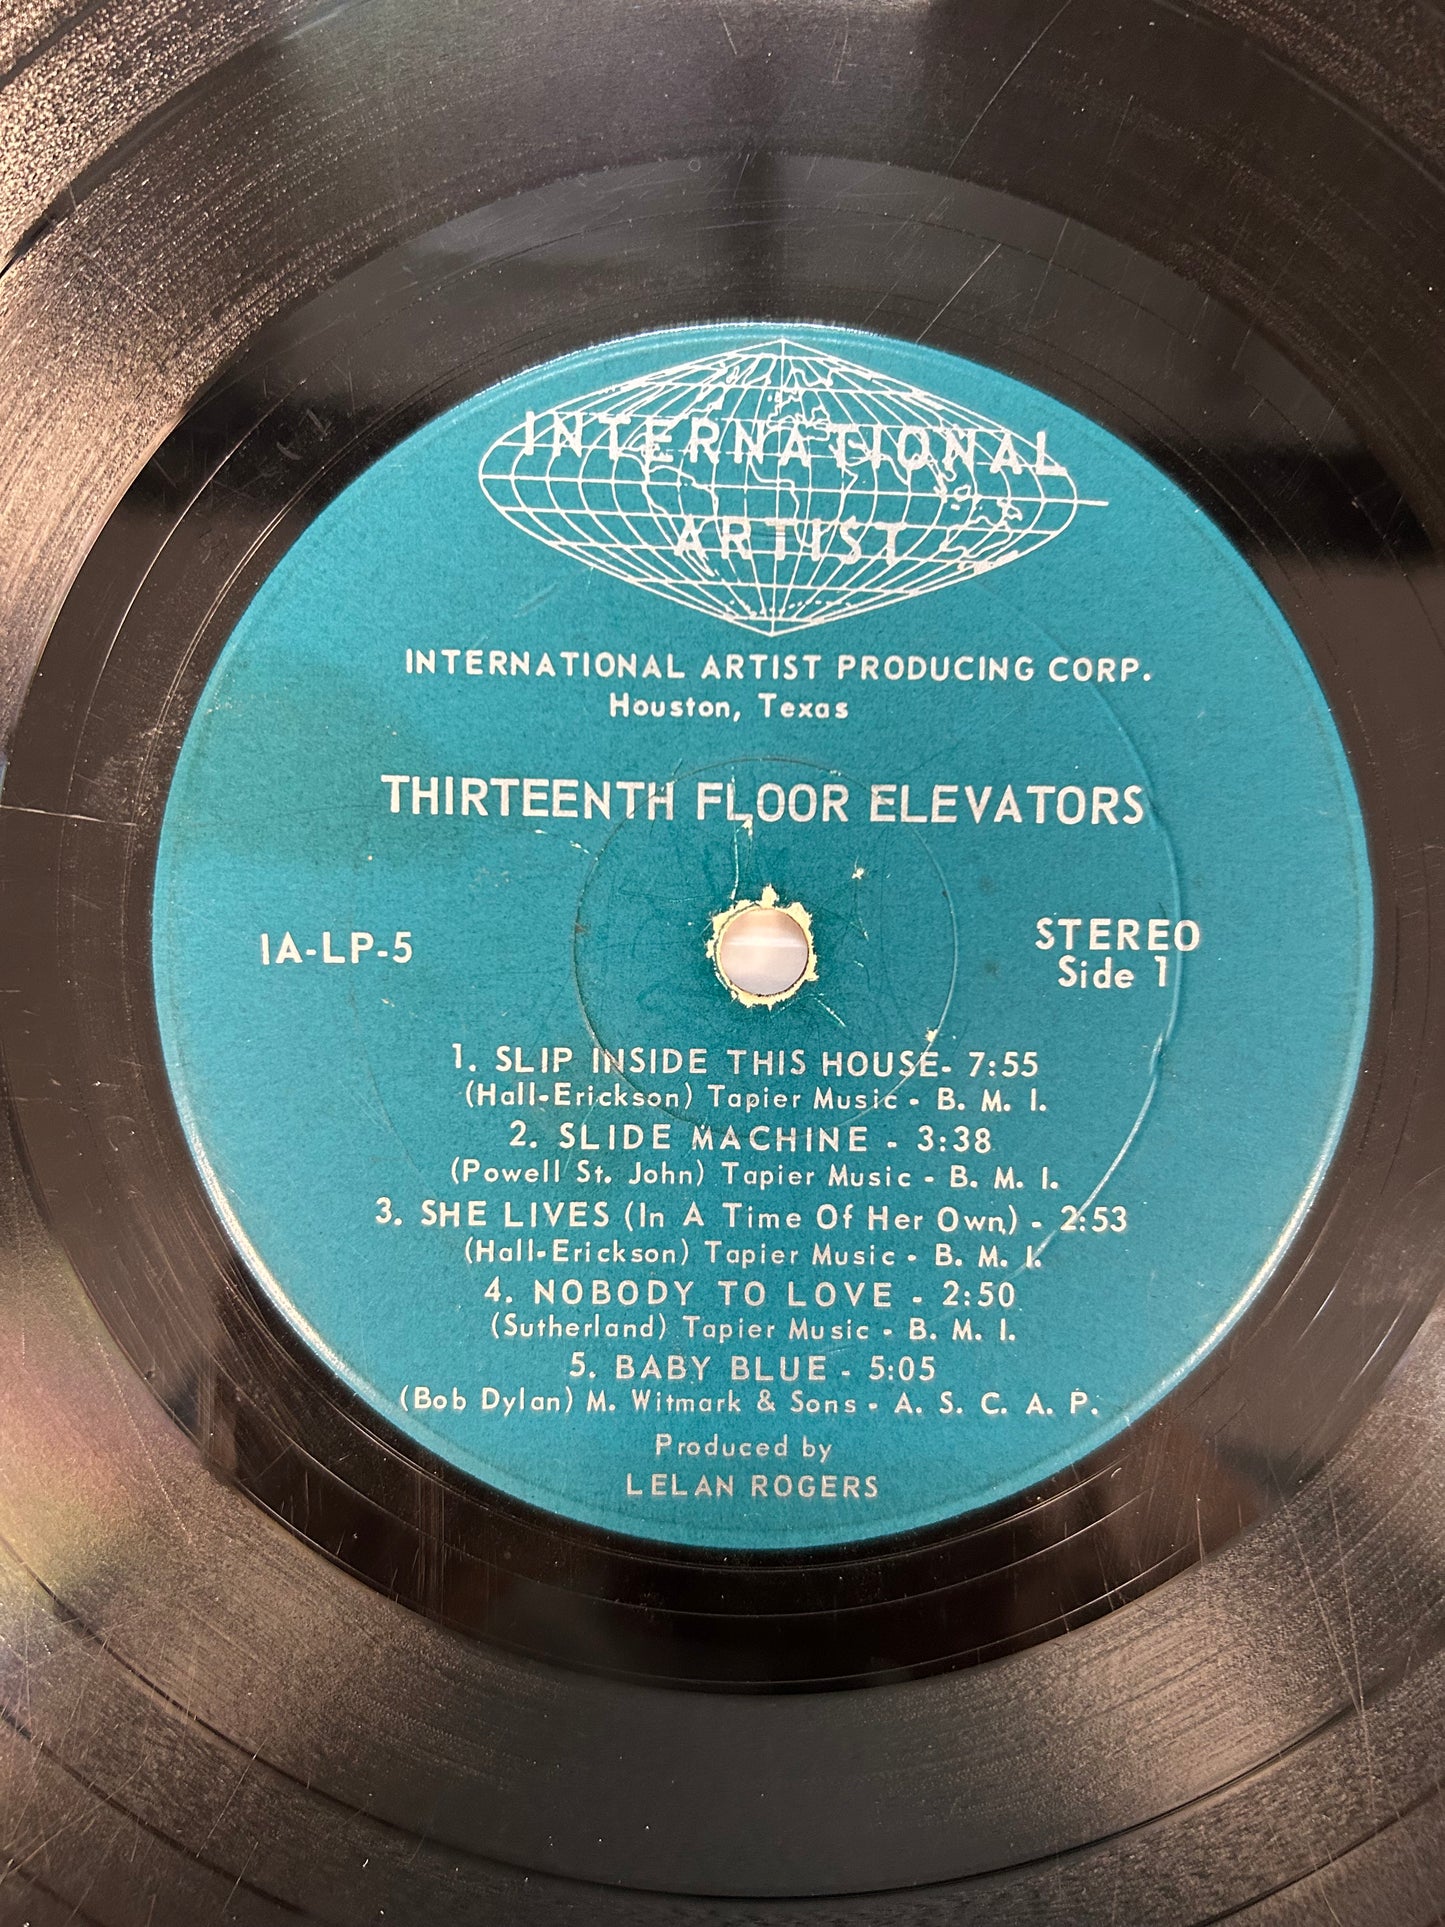 INTERNATIONAL
ARTIST
INTERNATIONAL ARTIST PRODUCING CORP.
Houston, Texas
THIRTEENTH FLOOR ELEVATORS
IA-LP-5
STEREO
Side 1
1. SLIP INSIDE THIS HOUSE- 7:55
(Hall-Erickson) Tapier Music - B. M. I.
2. SLIDE MACHINE - 3:38
(Powell St. John) Tapier Music - B. M. I.
3. SHE LIVES (In A Time Of Her Own) - 2:53
(Hall-Erickson) Tapier Music - B. M. I.
4. NOBODY TO LOVE - 2:50
(Sutherland) Tapier Music - B. M. I.
5. BABY BLUE - 5:05
(Bob Dylan) M. Witmark & Sons - A. S. C. A. P.
Produced by
LELAN ROGERS